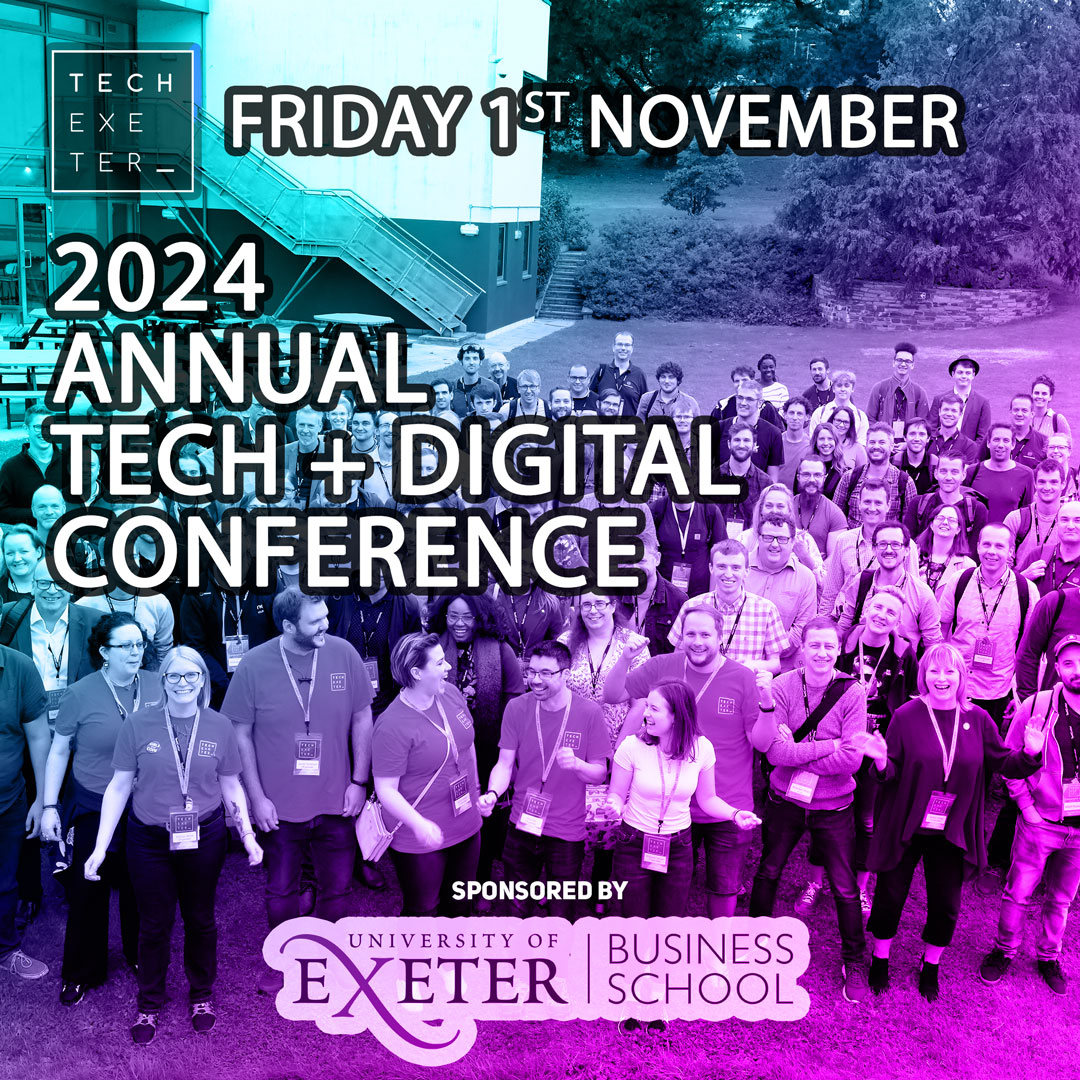 TECH
EXE
TER_
FRIDAY 1ST NOVEMBER
2024
ANNUAL
TECH + DIGITAL
CONFERENCE
SPONSORED BY
UNIVERSITY OF
EXETER
BUSINESS
SCHOOL